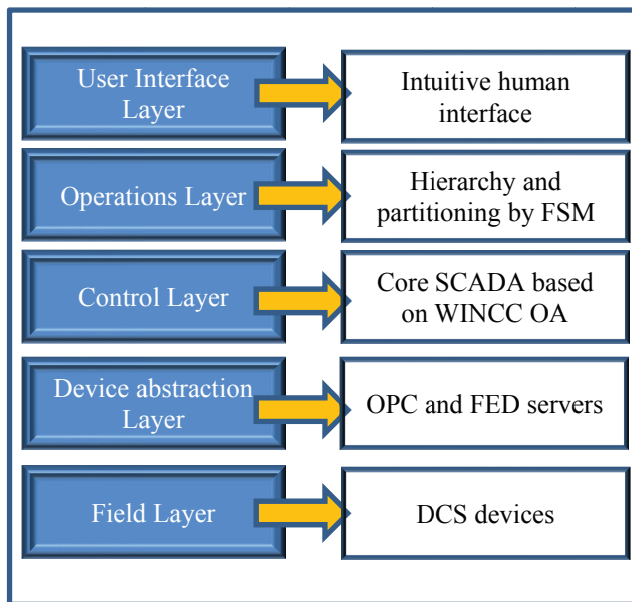 User Interface
Layer
Intuitive human
interface
Operations Layer
Hierarchy and
partitioning by FSM
Control Layer
Core SCADA based
on WINCC OA
Device abstraction
Layer
OPC and FED servers
Field Layer
DCS devices